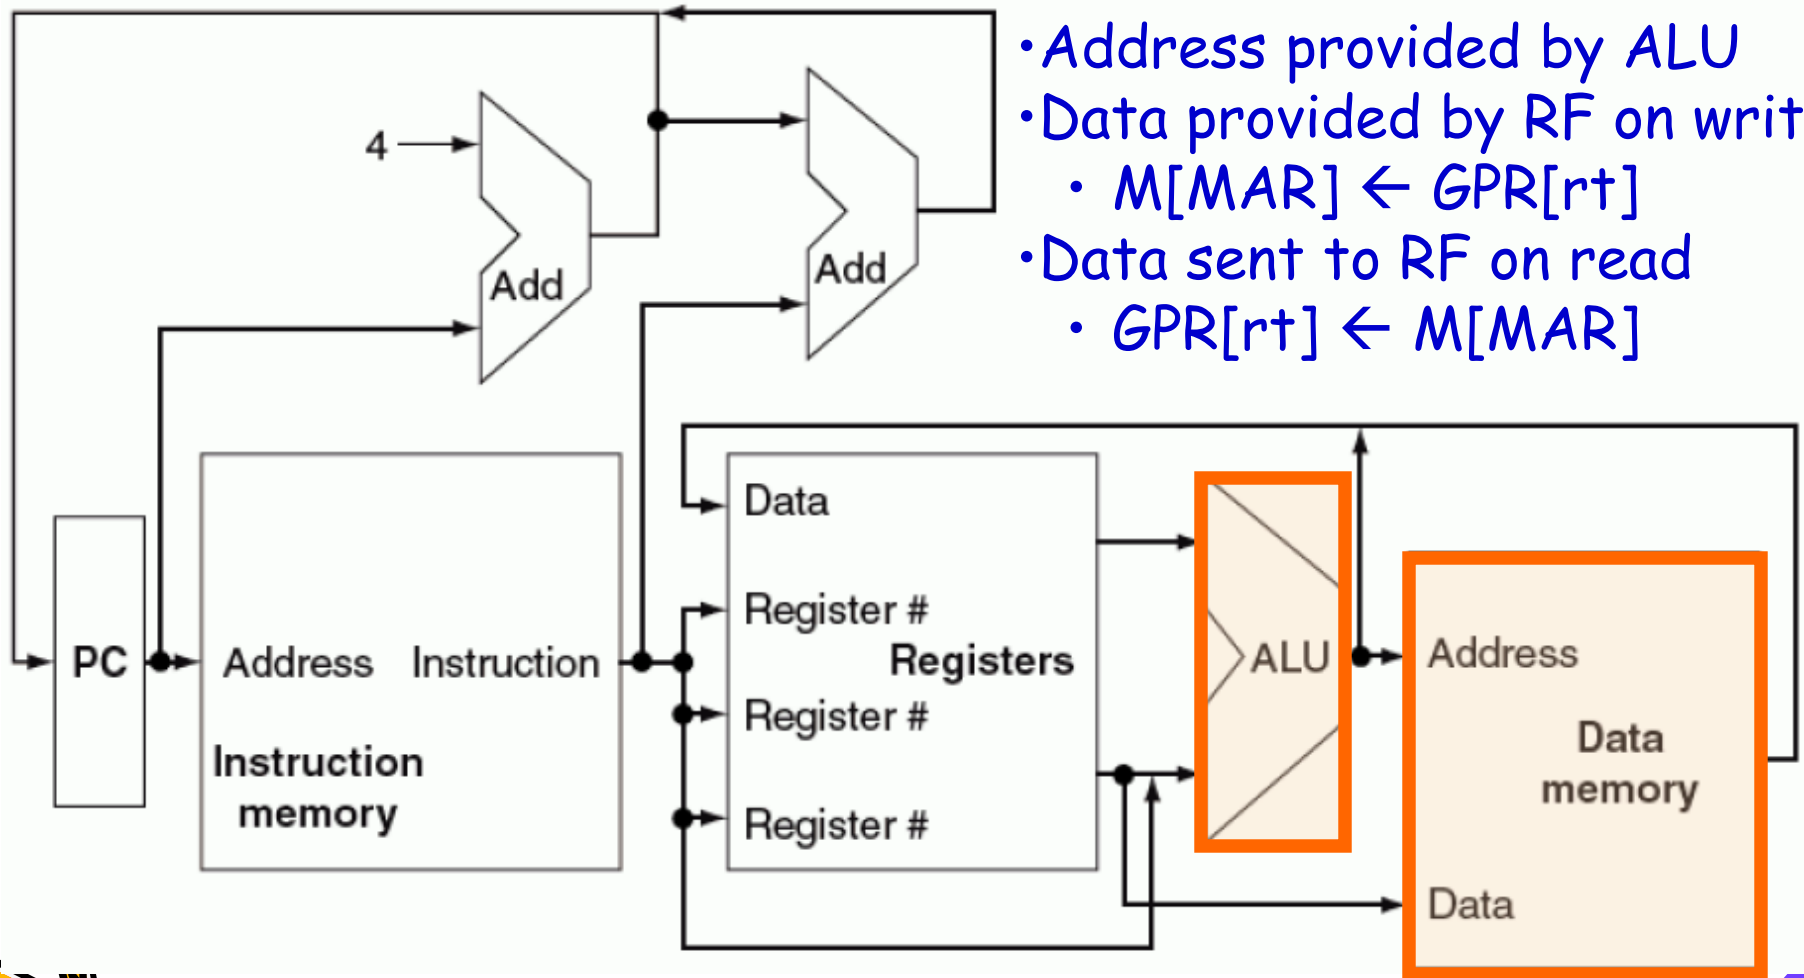 •Address provided by ALU
•Data provided by RF on writ
• M[MAR] ← GPR[rt]
•Data sent to RF on read
• GPR[rt] ← M[MAR]
4
Add
Add
PC
Address Instruction
Instruction
memory
Data
Register #
Registers
Register #
Register #
ALU
Address
Data
memory
Data